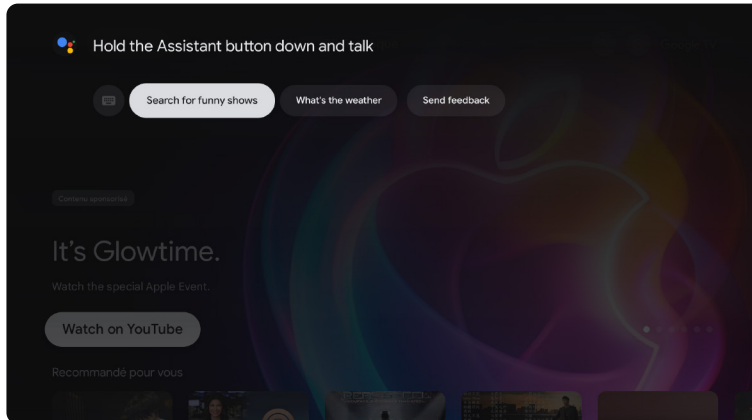 Hold the Assistant button down and talk
Search for funny shows
What's the weather
Send feedback
Contenu sponsorisé
It's Glowtime.
Watch the special Apple Event.
Watch on YouTube
Recommandé pour vous